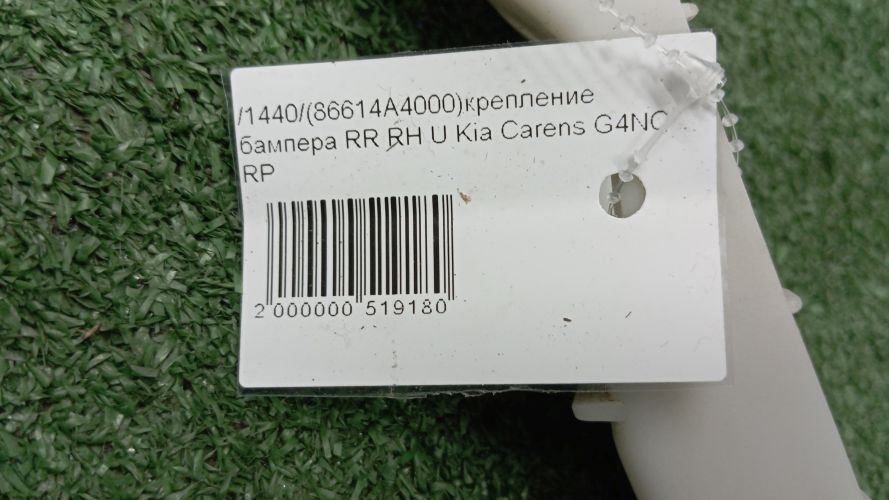 /1440/(86614A4000)крепление
бампера RR RH U Kia Carens G4NC
RP
2 000000 519180